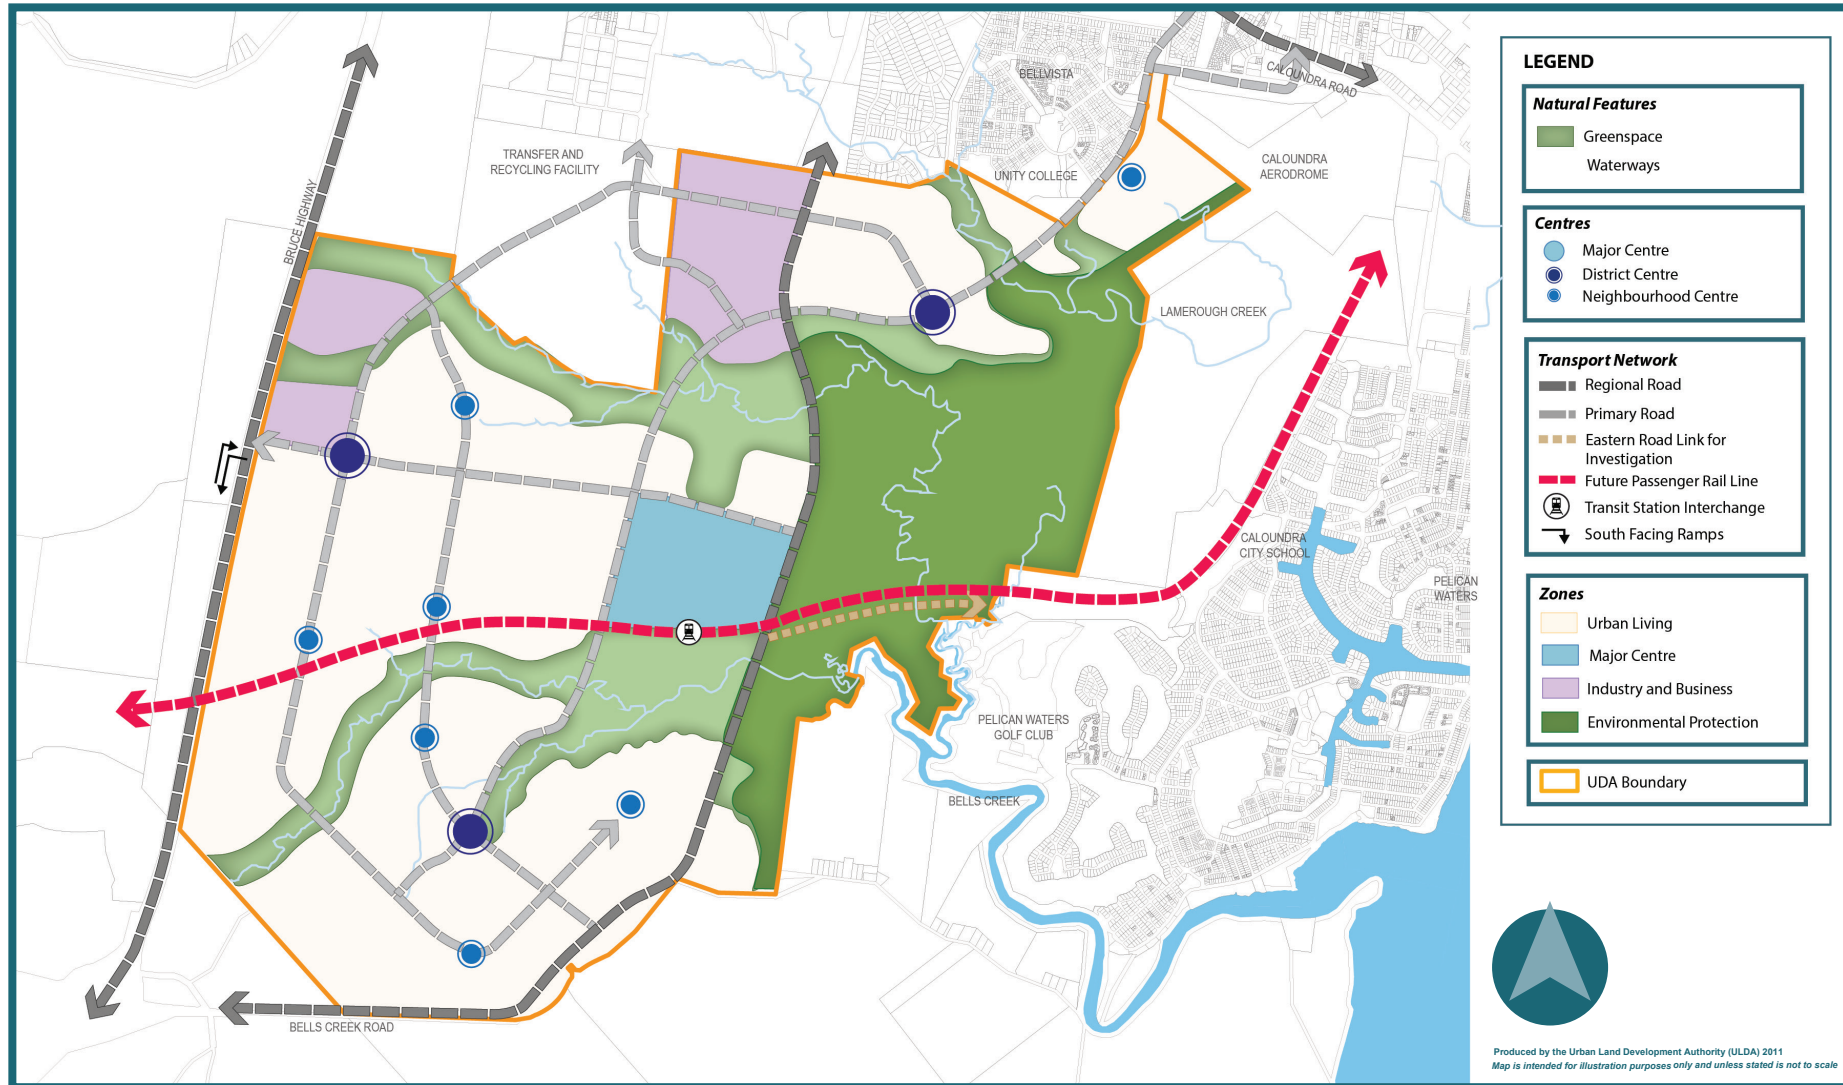 BELLVISTA
CALOUNDRA ROAD
TRANSFER AND
RECYCLING FACILITY
UNITY COLLEGE
CALOUNDRA
AERODROME
BRUCE HIGHWAY
LAMEROUGH CREEK
CALOUNDRA
CITY SCHOOL
PELICAN
WATERS
PELICAN WATERS
GOLF CLUB
BELLS CREEK
BELLS CREEK ROAD
LEGEND
Natural Features
Greenspace
Waterways
Centres
Major Centre
District Centre
Neighbourhood Centre
Transport Network
Regional Road
Primary Road
Eastern Road Link for
Investigation
Future Passenger Rail Line
Transit Station Interchange
South Facing Ramps
Zones
Urban Living
Major Centre
Industry and Business
Environmental Protection
UDA Boundary
Produced by the Urban Land Development Authority (ULDA) 2011
Map is intended for illustration purposes only and unless stated is not to scale